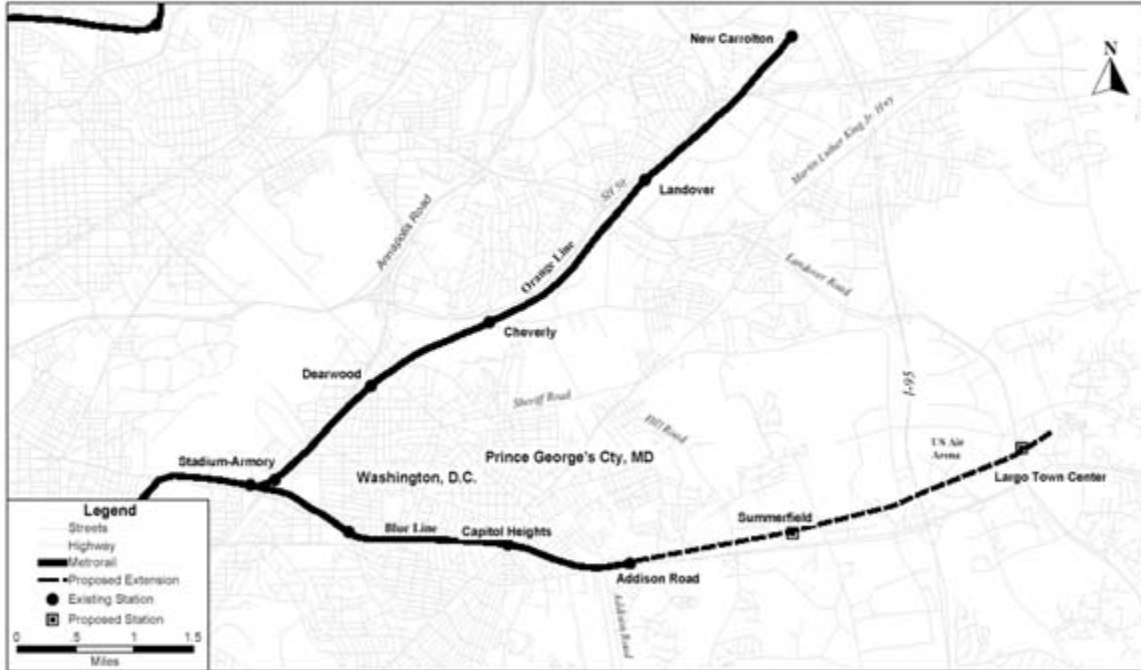 New Carrolton
N
Martin Luther King Jr. Hwy
Landover
Annapolis Road
Orange Line
Landover Road
Cheverly
Dearwood
I-95
Sheriff Road
Hill Road
US Air
Arena
Prince George's Cty, MD
Stadium-Armory
Washington, D.C.
Largo Town Center
Summerfield
Blue Line
Capitol Heights
Addison Road
Addison Road
Legend
Streets
Highway
Metrorail
Proposed Extension
Existing Station
Proposed Station
0 .5 1 1.5
Miles